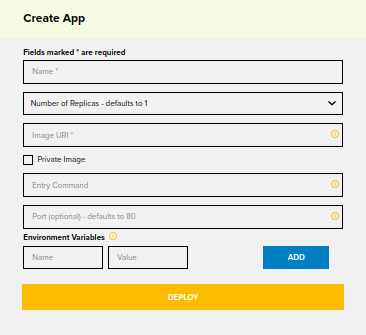 Create App
Fields marked * are required
Name *
Number of Replicas - defaults to 1
Image URI *
Private Image
Entry Command
Port (optional) - defaults to 80
Environment Variables
Name Value ADD
DEPLOY